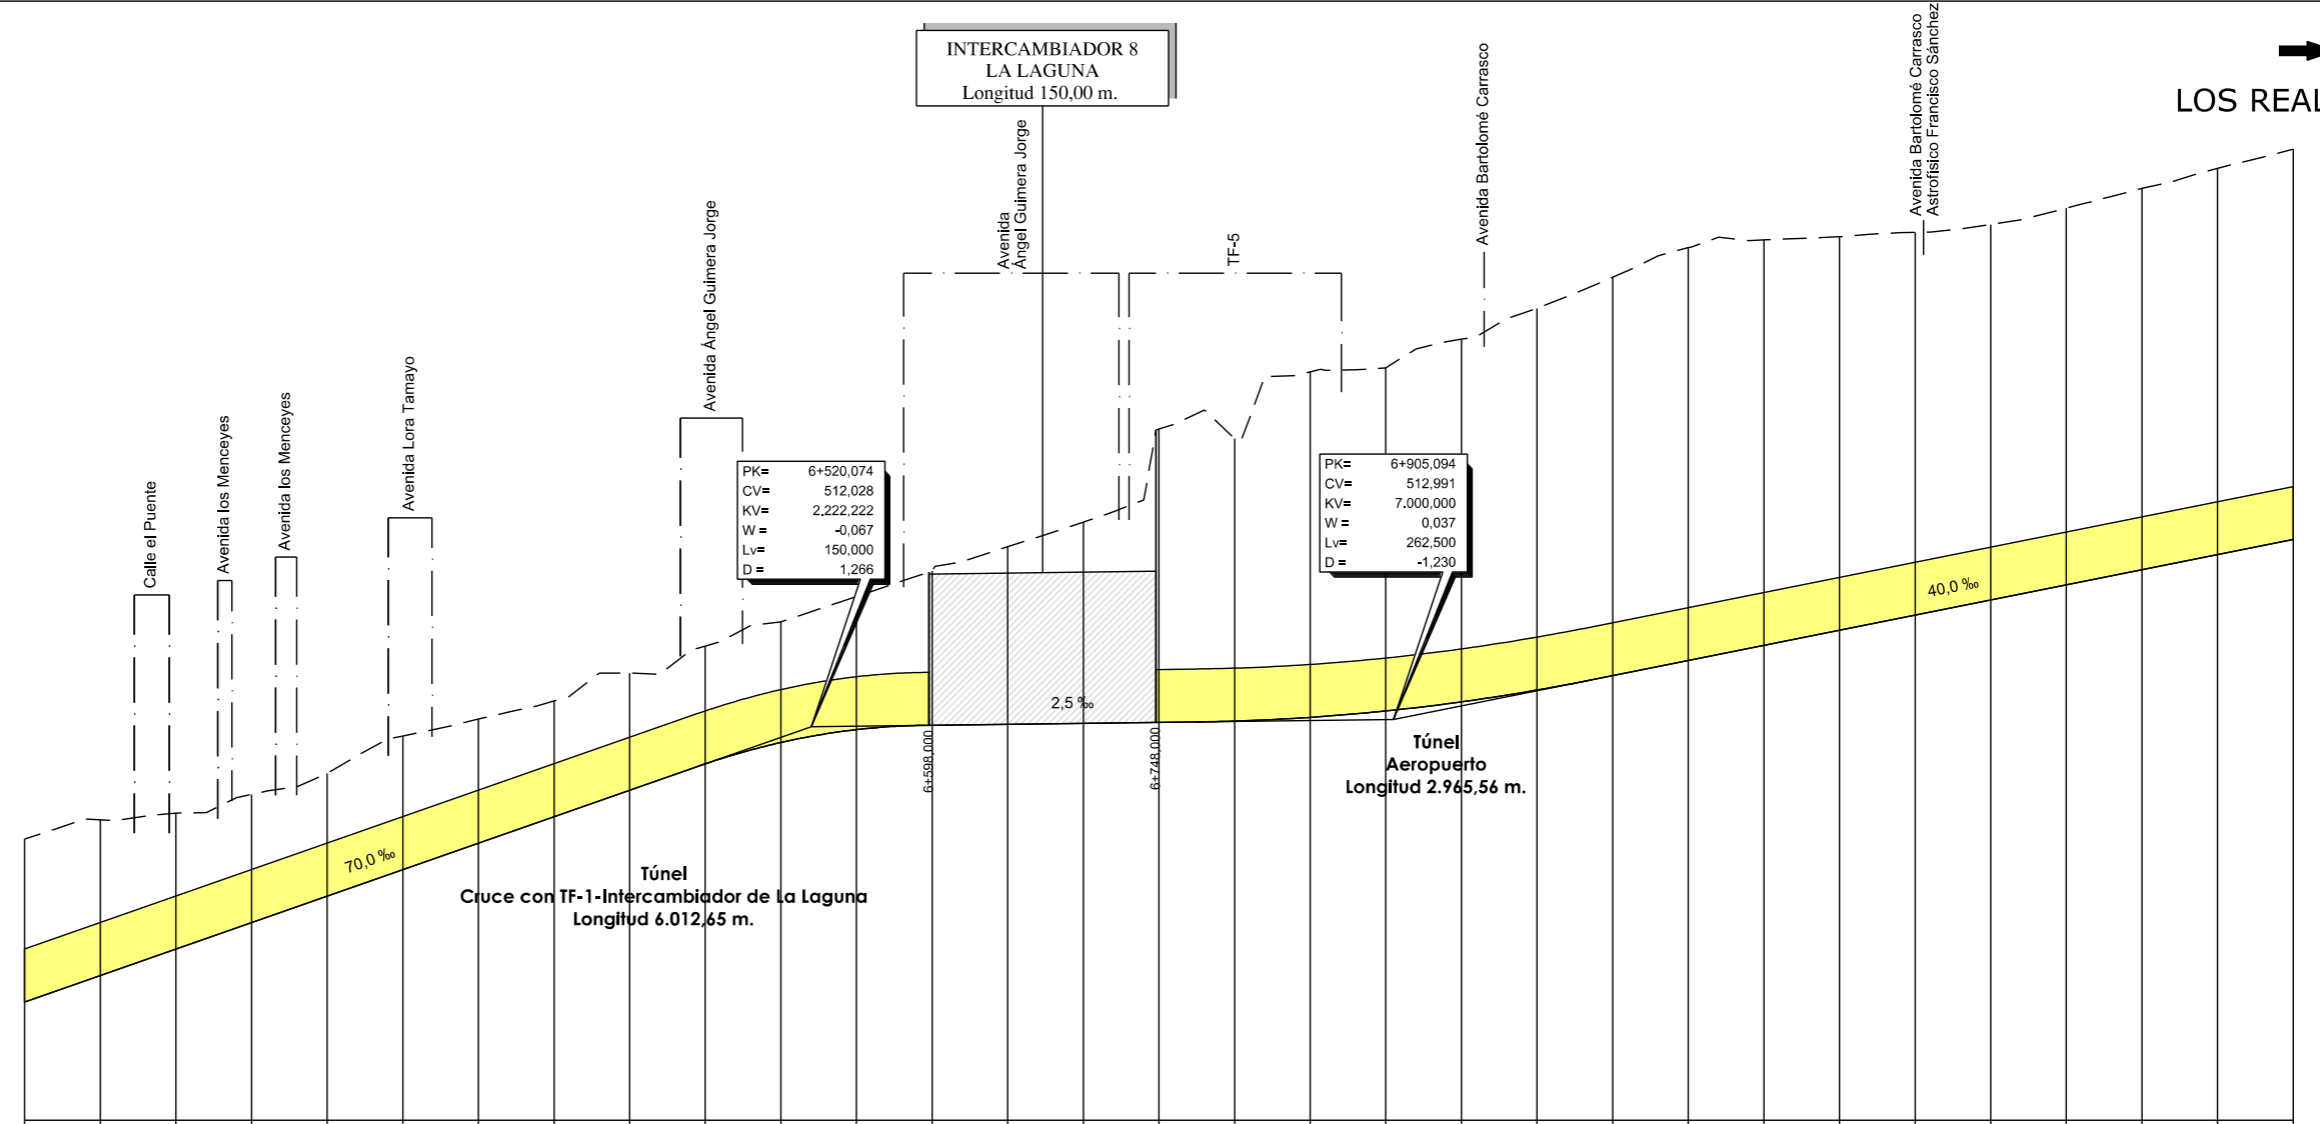 INTERCAMBIADOR 8
LA LAGUNA
Longitud 150,00 m.
LOS REAL
Calle el Puente
Avenida los Menceyes
Avenida los Menceyes
Avenida Lora Tamayo
Avenida Ángel Guimera Jorge
Avenida
Ángel Guimera Jorge
TF-5
Avenida Bartolomé Carrasco
Avenida Bartolomé Carrasco
Astrofisico Francisco Sánchez
PK= 6+520,074
CV= 512,028
KV= 2.222,222
W = -0,067
Lv= 150,000
D = 1,266
PK= 6+905,094
CV= 512,991
KV= 7.000,000
W = 0,037
Lv= 262,500
D = -1,230
70,0 ‰
2,5 ‰
40,0 ‰
6+598,000
6+748,000
Túnel
Cruce con TF-1-Intercambiador de La Laguna
Longitud 6.012,65 m.
Túnel
Aeropuerto
Longitud 2.965,56 m.